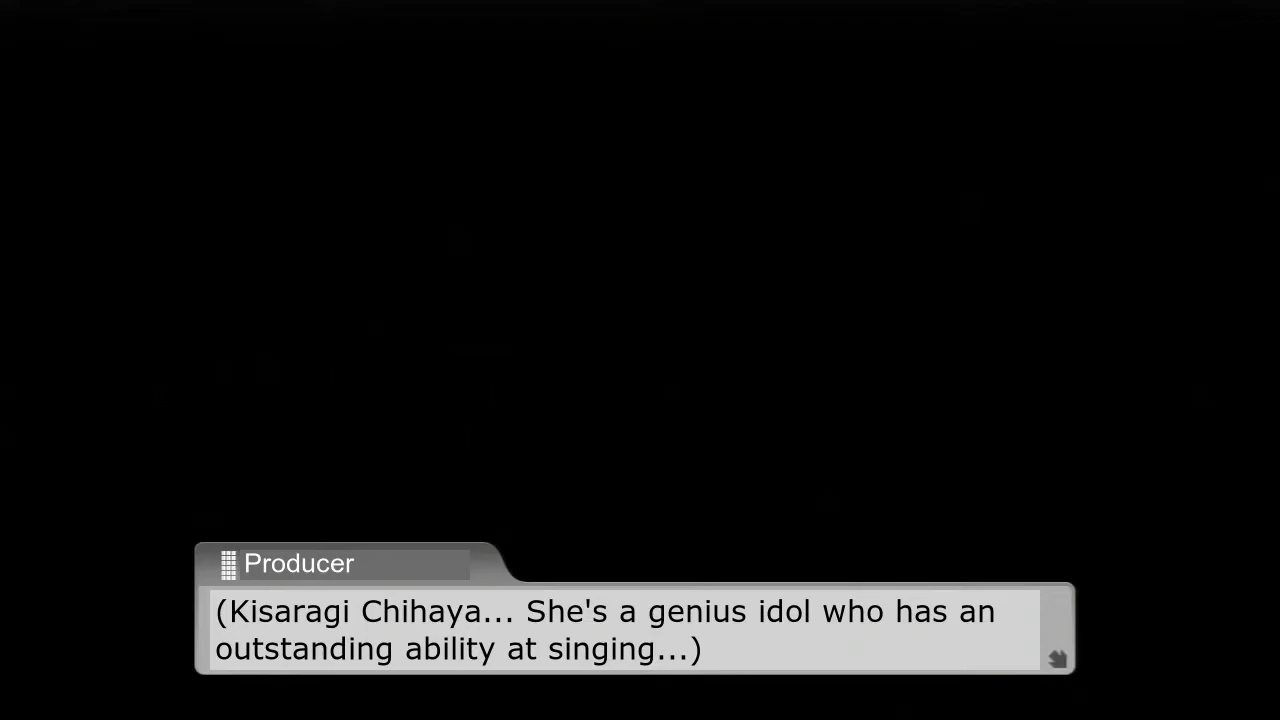 Producer
(Kisaragi Chihaya... She's a genius idol who has an
outstanding ability at singing...)